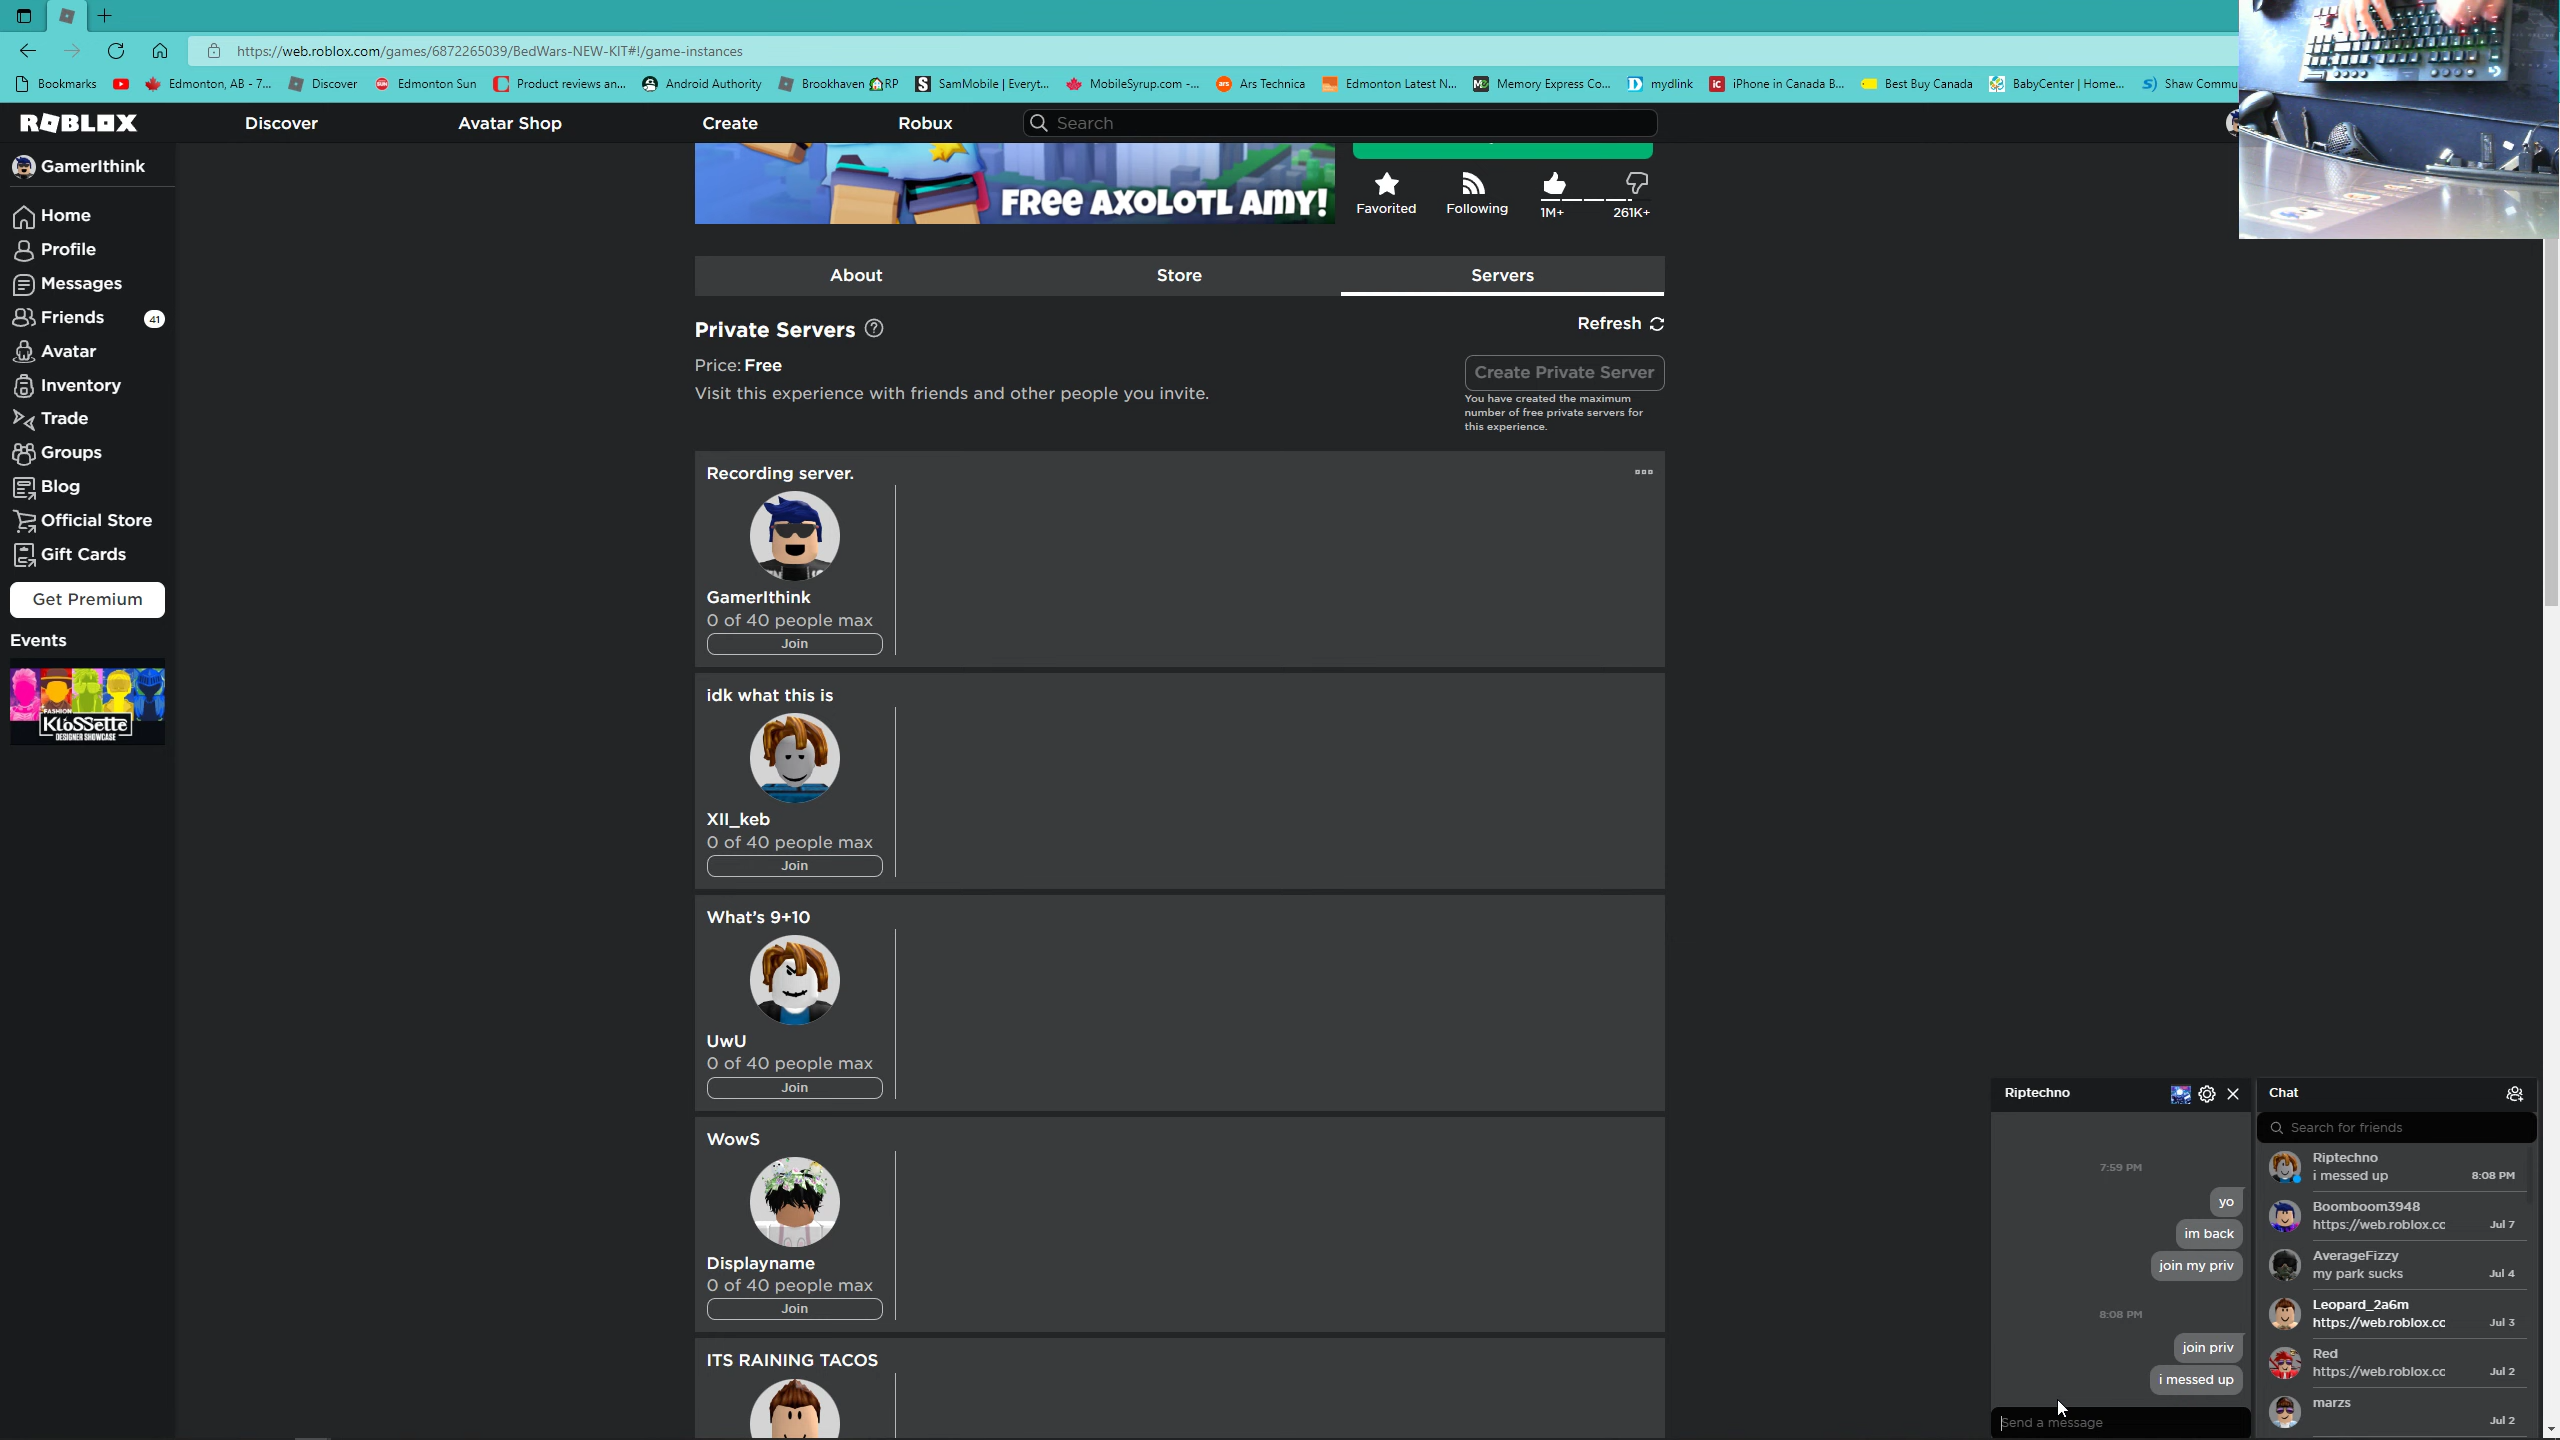 https://web.roblox.com/games/6872265039/BedWars-NEW-KIT#!/game-instances
Bookmarks
Edmonton, AB - 7...
Discover
Edmonton Sun
Product reviews an...
Android Authority
Brookhaven 🏠RP
SamMobile | Everyt...
MobileSyrup.com -...
Ars Technica
Edmonton Latest N...
Memory Express Co...
mydlink
iPhone in Canada B...
Best Buy Canada
BabyCenter | Home...
Shaw Commu
ROBLOX
Discover
Avatar Shop
Create
Robux
Search
GamerIthink
Home
Profile
Messages
Friends 41
Avatar
Inventory
Trade
Groups
Blog
Official Store
Gift Cards
Get Premium
Events
FASHION
KloSSette
DESIGNER SHOWCASE
FREE AXOLOTL AMY!
Favorited
Following
1M+
261K+
About
Store
Servers
Private Servers
Refresh
Price: Free
Visit this experience with friends and other people you invite.
Create Private Server
You have created the maximum
number of free private servers for
this experience.
Recording server.
GamerIthink
0 of 40 people max
Join
idk what this is
XII_keb
0 of 40 people max
Join
What's 9+10
UwU
0 of 40 people max
Join
WowS
Displayname
0 of 40 people max
Join
ITS RAINING TACOS
Riptechno
7:59 PM
yo
im back
join my priv
8:08 PM
join priv
i messed up
Send a message
Chat
Search for friends
Riptechno
i messed up 8:08 PM
Boomboom3948
https://web.roblox.cc Jul 7
AverageFizzy
my park sucks Jul 4
Leopard_2a6m
https://web.roblox.cc Jul 3
Red
https://web.roblox.cc Jul 2
marzs
Jul 2